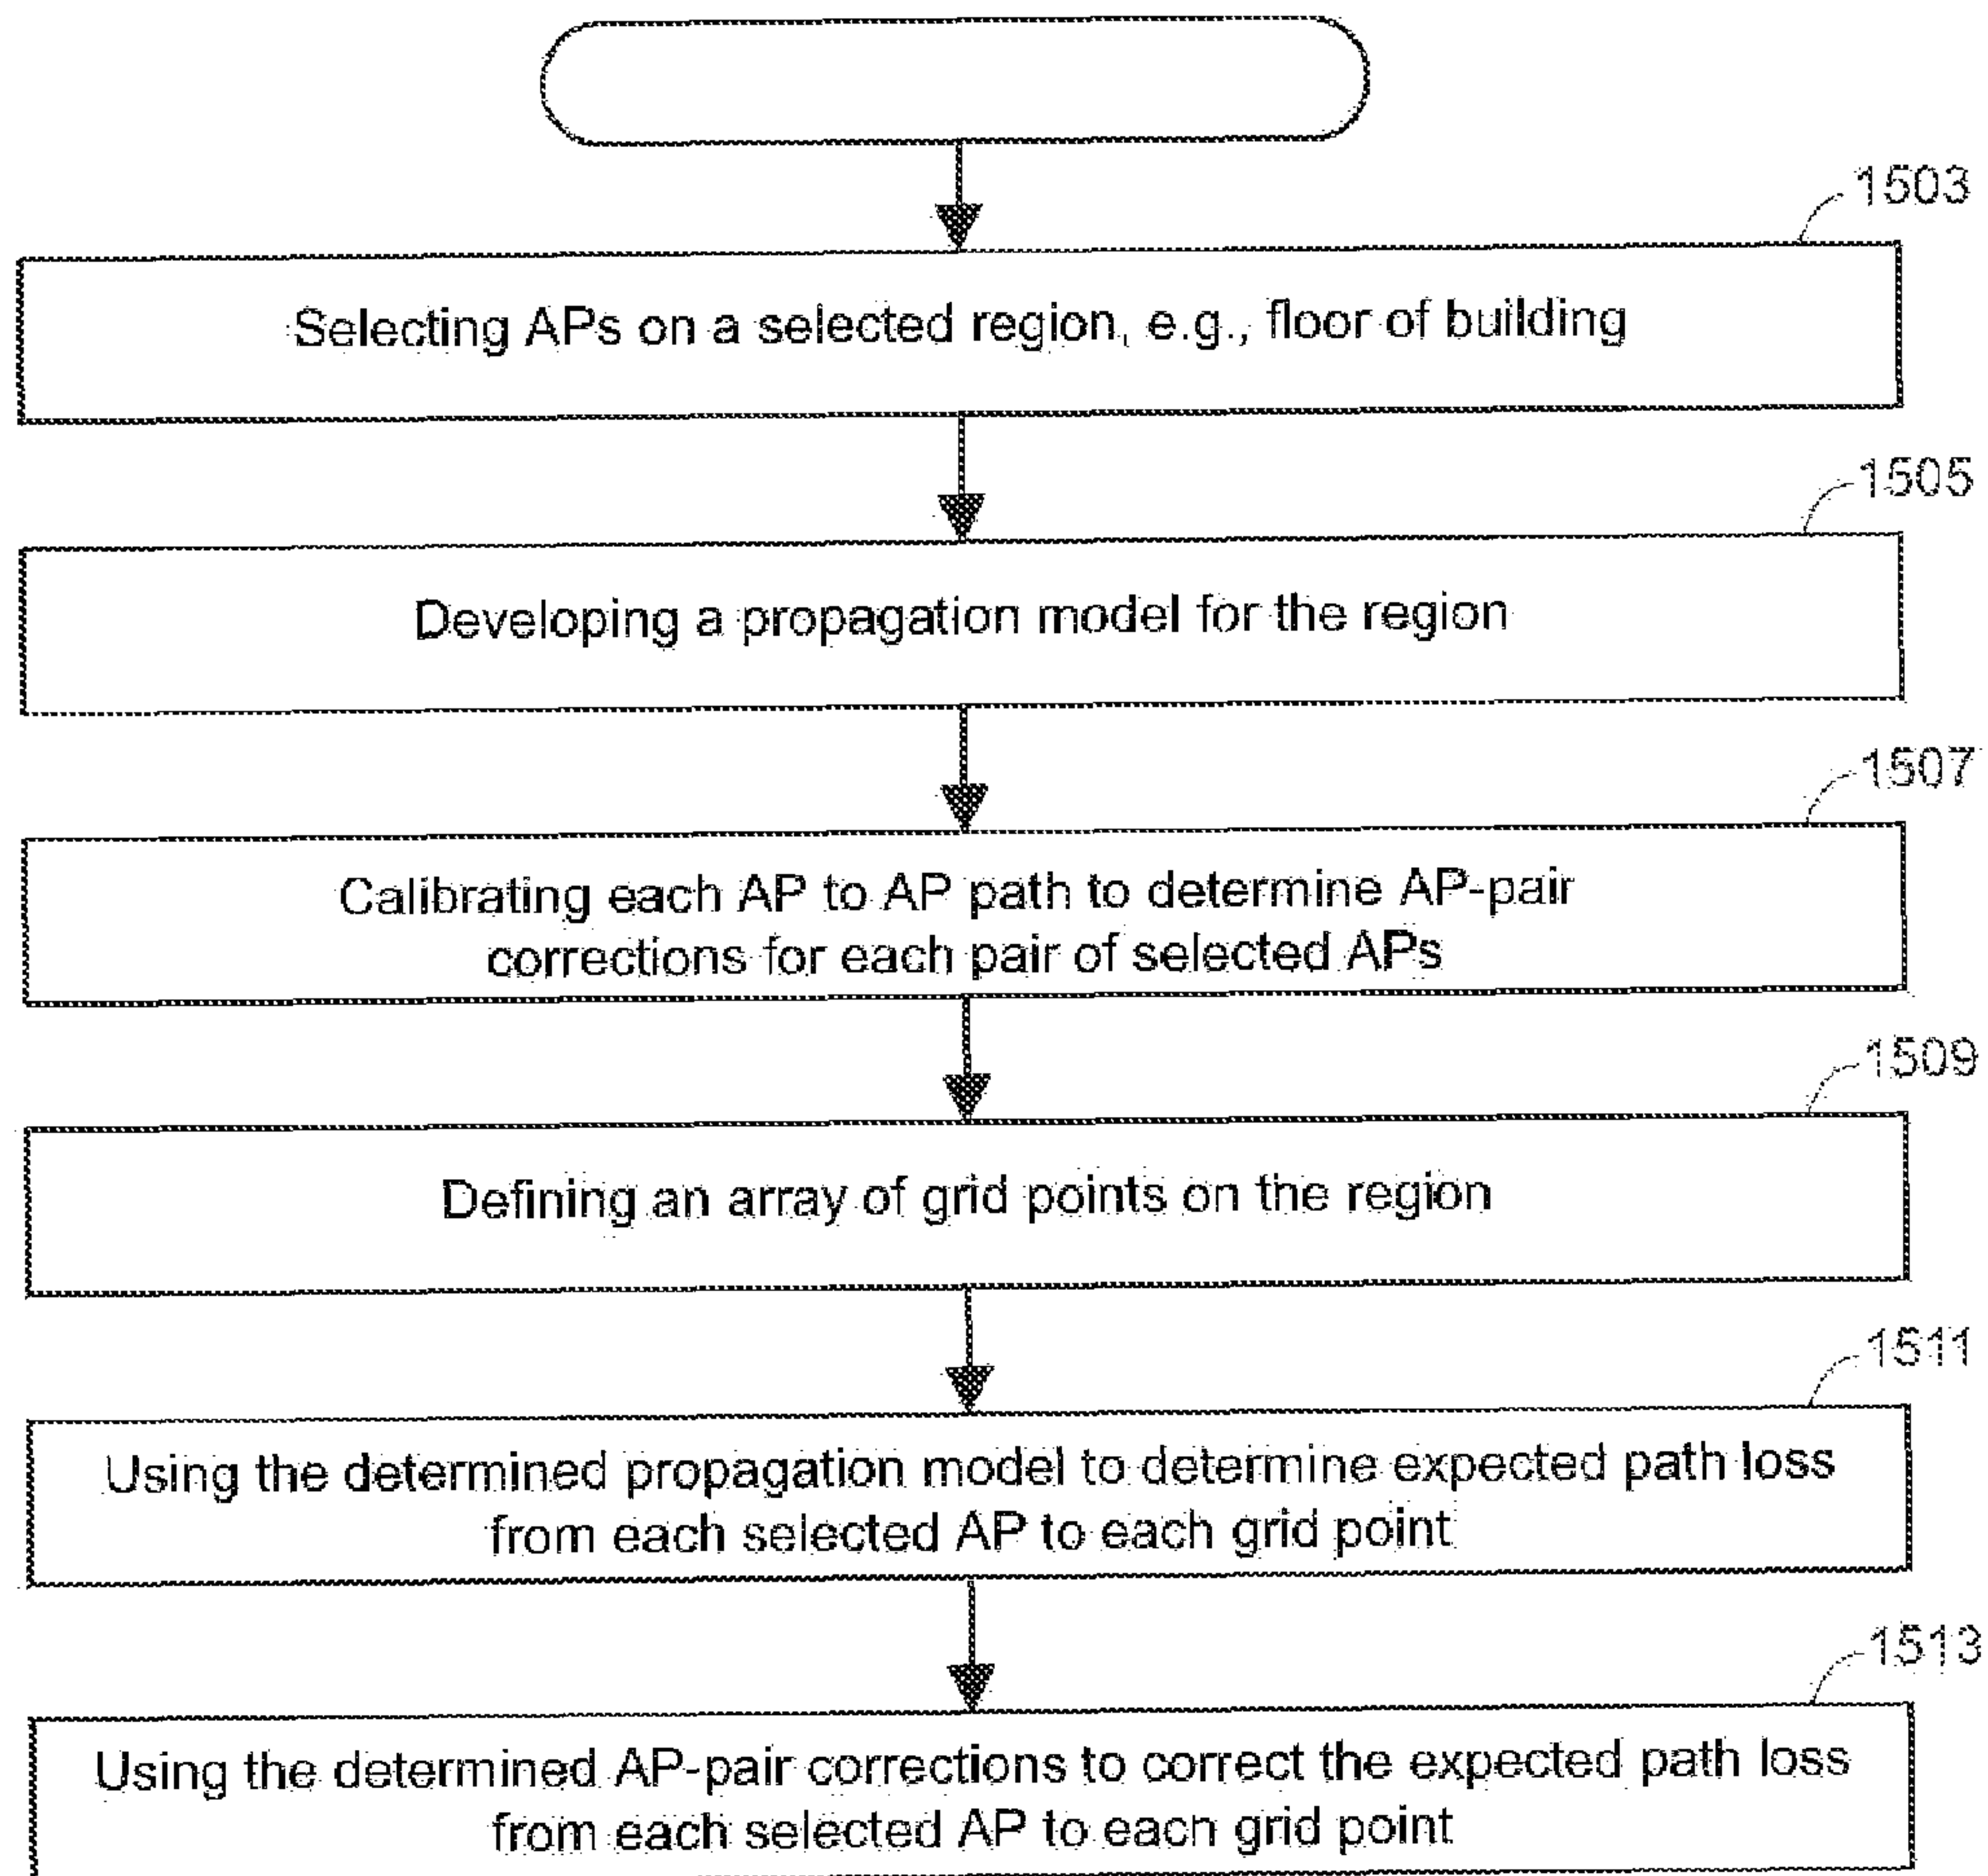 1503
Selecting APs on a selected region, e.g., floor of building
1505
Developing a propagation model for the region
1507
Calibrating each AP to AP path to determine AP-pair
corrections for each pair of selected APs
1509
Defining an array of grid points on the region
1511
Using the determined propagation model to determine expected path loss
from each selected AP to each grid point
1513
Using the determined AP-pair corrections to correct the expected path loss
from each selected AP to each grid point